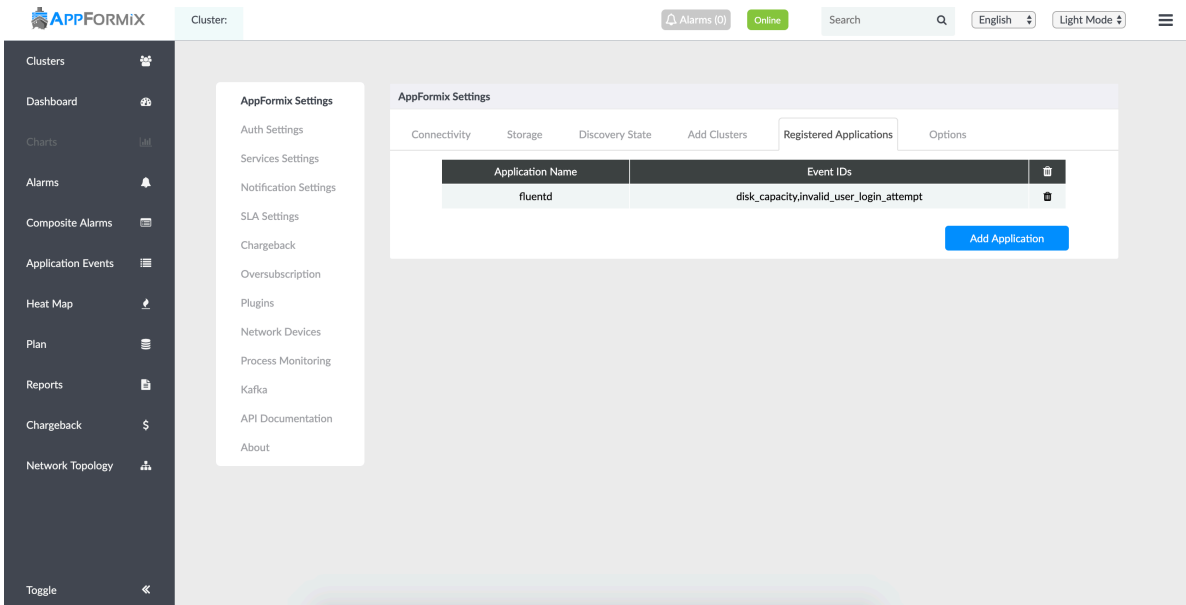 APPFORMIX
Cluster:
Alarms (0)
Online
Search
English
Light Mode
Clusters
Dashboard
Charts
Alarms
Composite Alarms
Application Events
Heat Map
Plan
Reports
Chargeback
Network Topology
Toggle
AppFormix Settings
Auth Settings
Services Settings
Notification Settings
SLA Settings
Chargeback
Oversubscription
Plugins
Network Devices
Process Monitoring
Kafka
API Documentation
About
AppFormix Settings
Connectivity Storage Discovery State Add Clusters Registered Applications Options
Application Name Event IDs
fluentd disk_capacity,invalid_user_login_attempt
Add Application